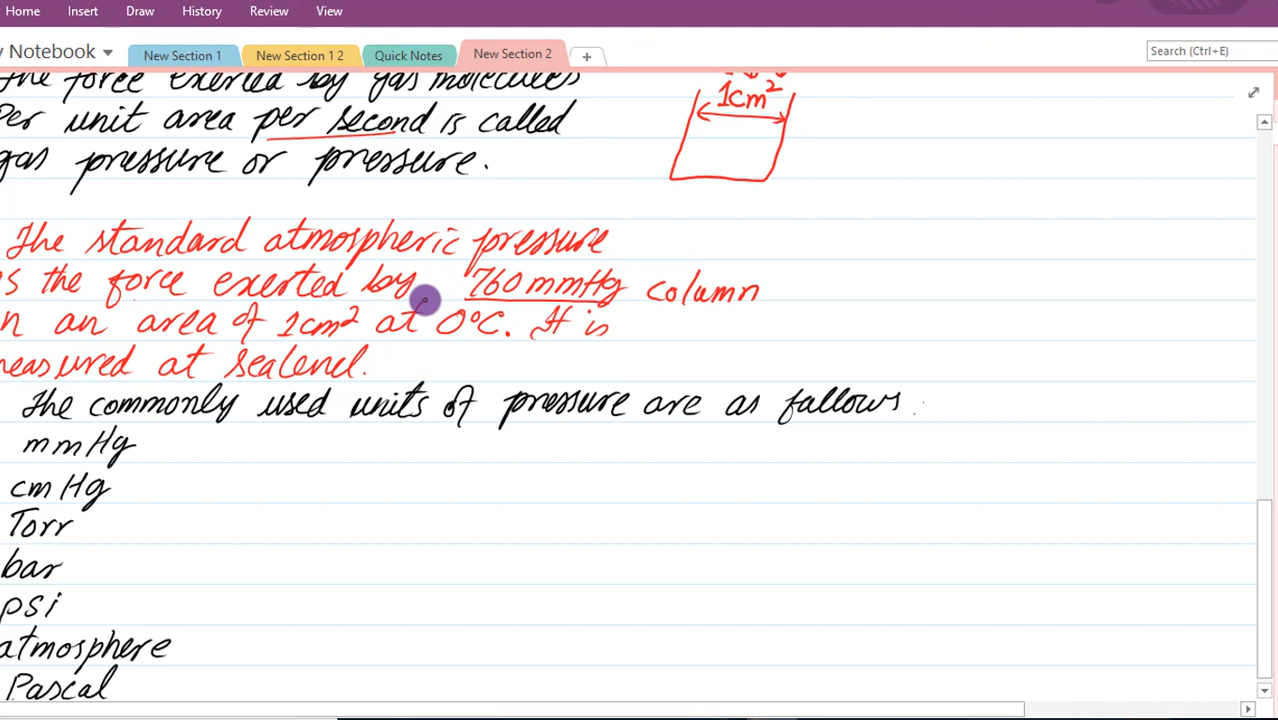 Home Insert Draw History Review View
y Notebook New Section 1 New Section 1 2 Quick Notes New Section 2 + Search (Ctrl+E)
The force exerted by gas molecules
Per unit area per second is called
gas pressure or pressure.
1cm²
The standard atmospheric pressure
s the force exerted by 760 mmHg column
n an area of 1cm² at 0°C. It is
measured at sealevel.
The commonly used units of pressure are as fallows.
mmHg
cmHg
Torr
bar
psi
atmosphere
Pascal